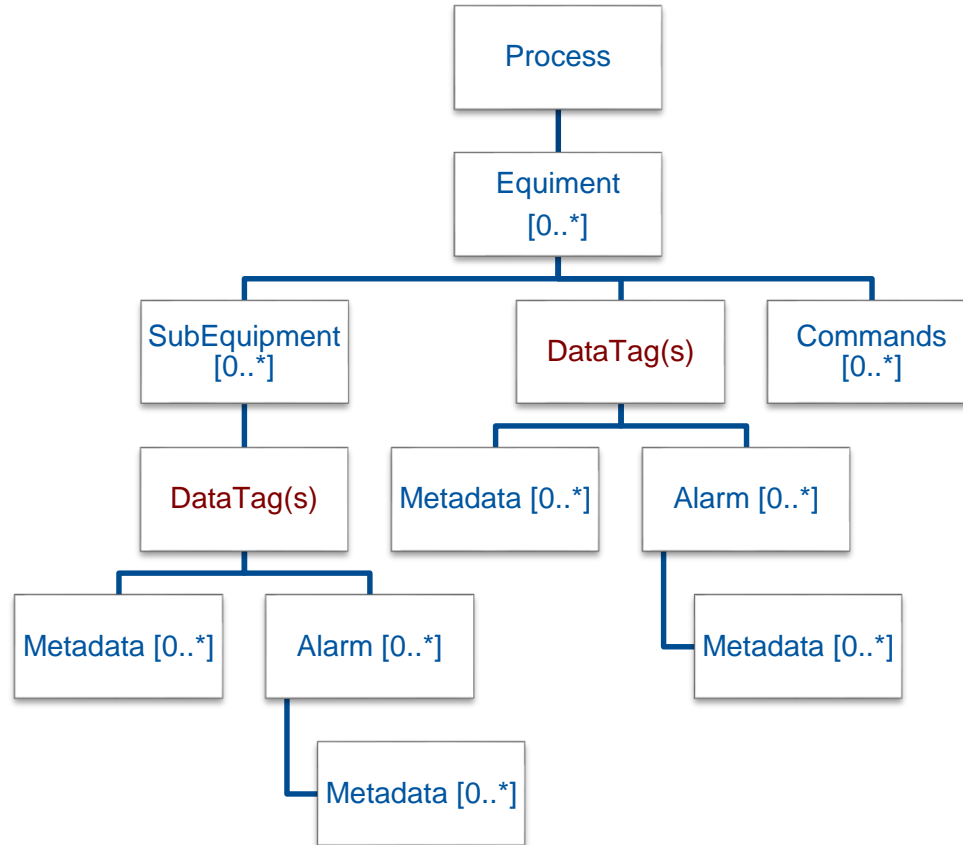 Process
Equiment
[0..*]
SubEquipment
[0..*]
DataTag(s)
Commands
[0..*]
DataTag(s)
Metadata [0..*]
Alarm [0..*]
Metadata [0..*]
Alarm [0..*]
Metadata [0..*]
Metadata [0..*]